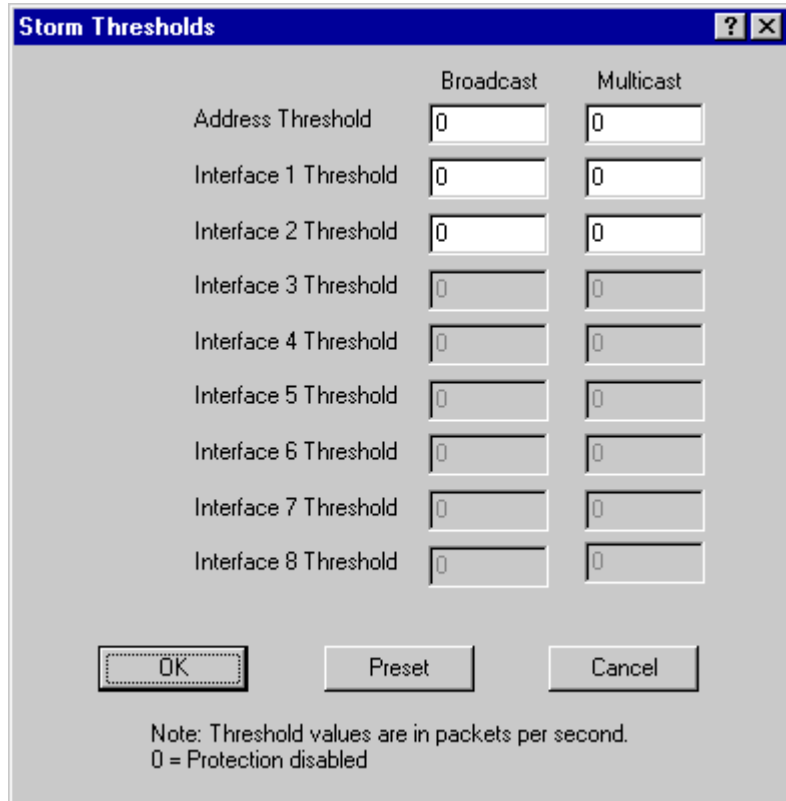 Storm Thresholds
Broadcast Multicast
Address Threshold 0 0
Interface 1 Threshold 0 0
Interface 2 Threshold 0 0
Interface 3 Threshold 0 0
Interface 4 Threshold 0 0
Interface 5 Threshold 0 0
Interface 6 Threshold 0 0
Interface 7 Threshold 0 0
Interface 8 Threshold 0 0
OK Preset Cancel
Note: Threshold values are in packets per second.
0 = Protection disabled